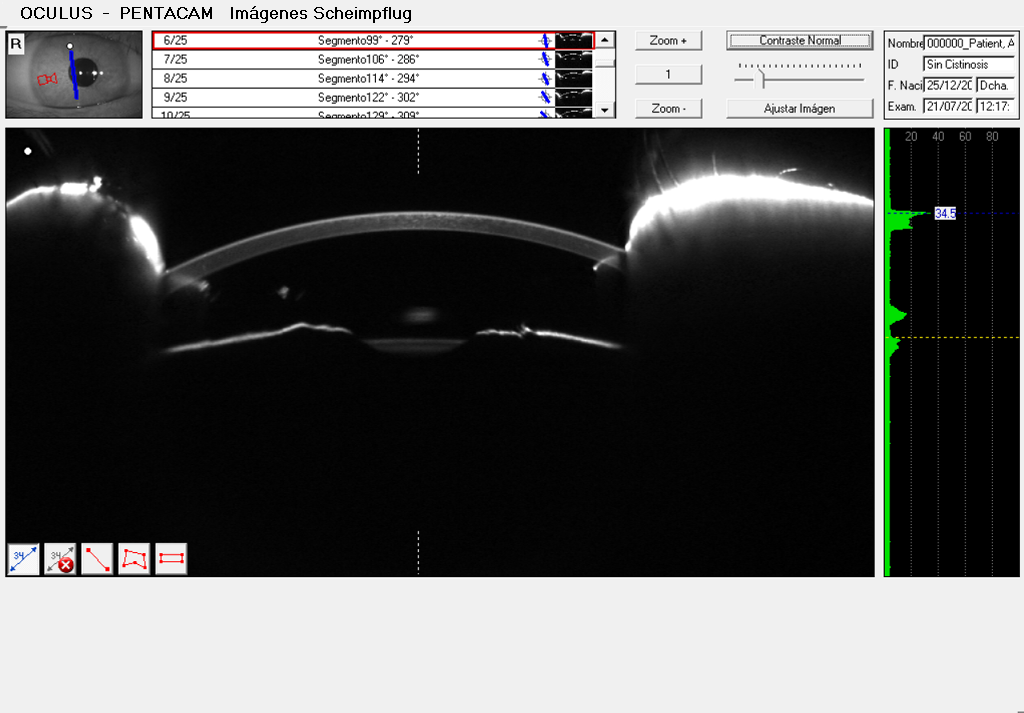 OCULUS - PENTACAM Imágenes Scheimpflug
R
6/25 Segmento99° - 279°
7/25 Segmento106° - 286°
8/25 Segmento114° - 294°
9/25 Segmento122° - 302°
10/25 Segmento129° - 309°
Zoom +
1
Zoom -
Contraste Normal
Ajustar Imágen
Nombre 000000_Patient, A
ID Sin Cistinosis
F. Naci 25/12/20 Dcha.
Exam. 21/07/20 12:17:
20 40 60 80
34.5
34
34